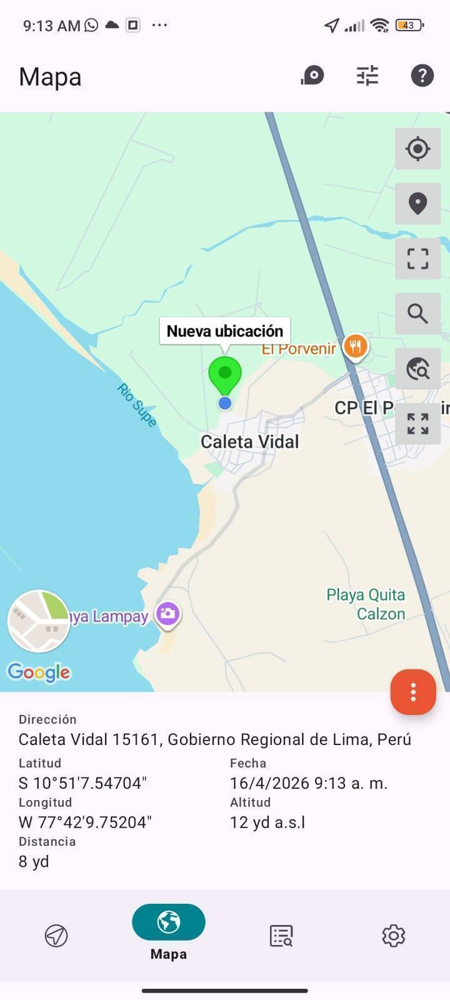 9:13 AM
43
Mapa
Nueva ubicación
El Porvenir
Rio Supe
CP El P
ir
Caleta Vidal
Playa Quita
Calzon
ya Lampay
Google
Dirección
Caleta Vidal 15161, Gobierno Regional de Lima, Perú
Latitud
S 10°51'7.54704"
Fecha
16/4/2026 9:13 a. m.
Longitud
W 77°42'9.75204"
Altitud
12 yd a.s.l
Distancia
8 yd
Mapa